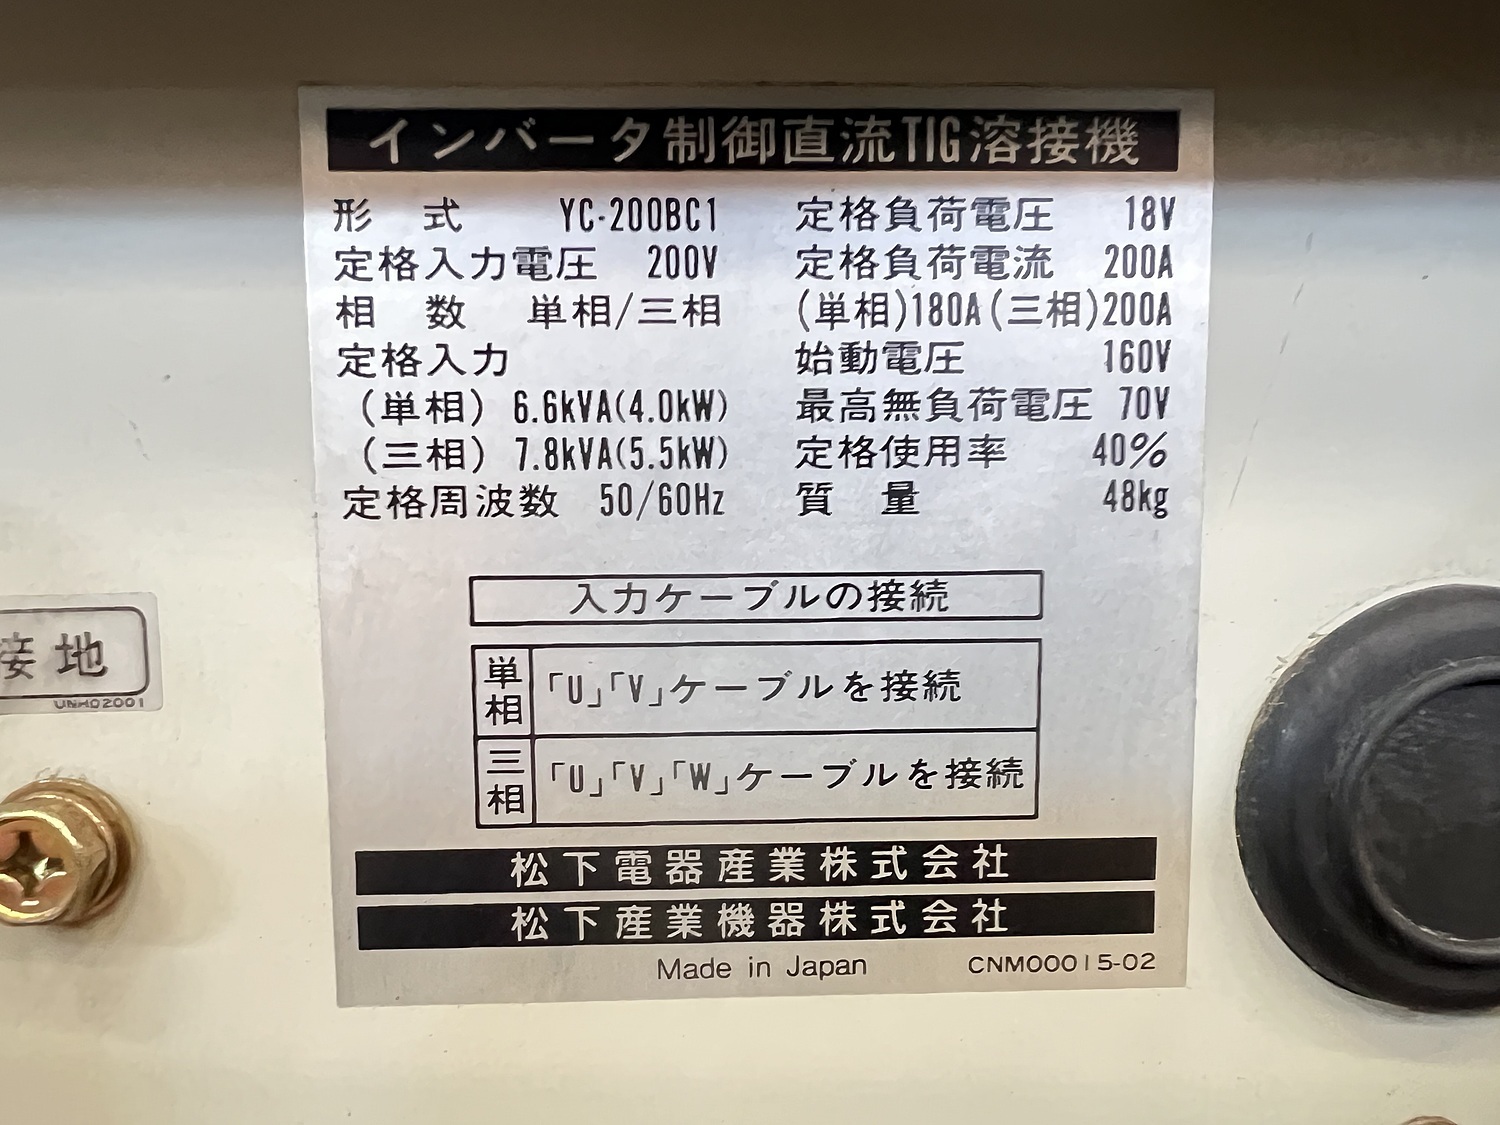 インバータ制御直流TIG溶接機
形 式 YC-200BC1
定格入力電圧 200V
相 数 単相/三相
定格入力
(単相) 6.6kVA(4.0kW)
(三相) 7.8kVA(5.5kW)
定格周波数 50/60Hz
定格負荷電圧 18V
定格負荷電流 200A
(単相)180A(三相)200A
始動電圧 160V
最高無負荷電圧 70V
定格使用率 40%
質 量 48kg
入力ケーブルの接続
単相 「U」「V」ケーブルを接続
三相 「U」「V」「W」ケーブルを接続
松下電器産業株式会社
松下産業機器株式会社
Made in Japan CNM00015-02
接地
UNH02001